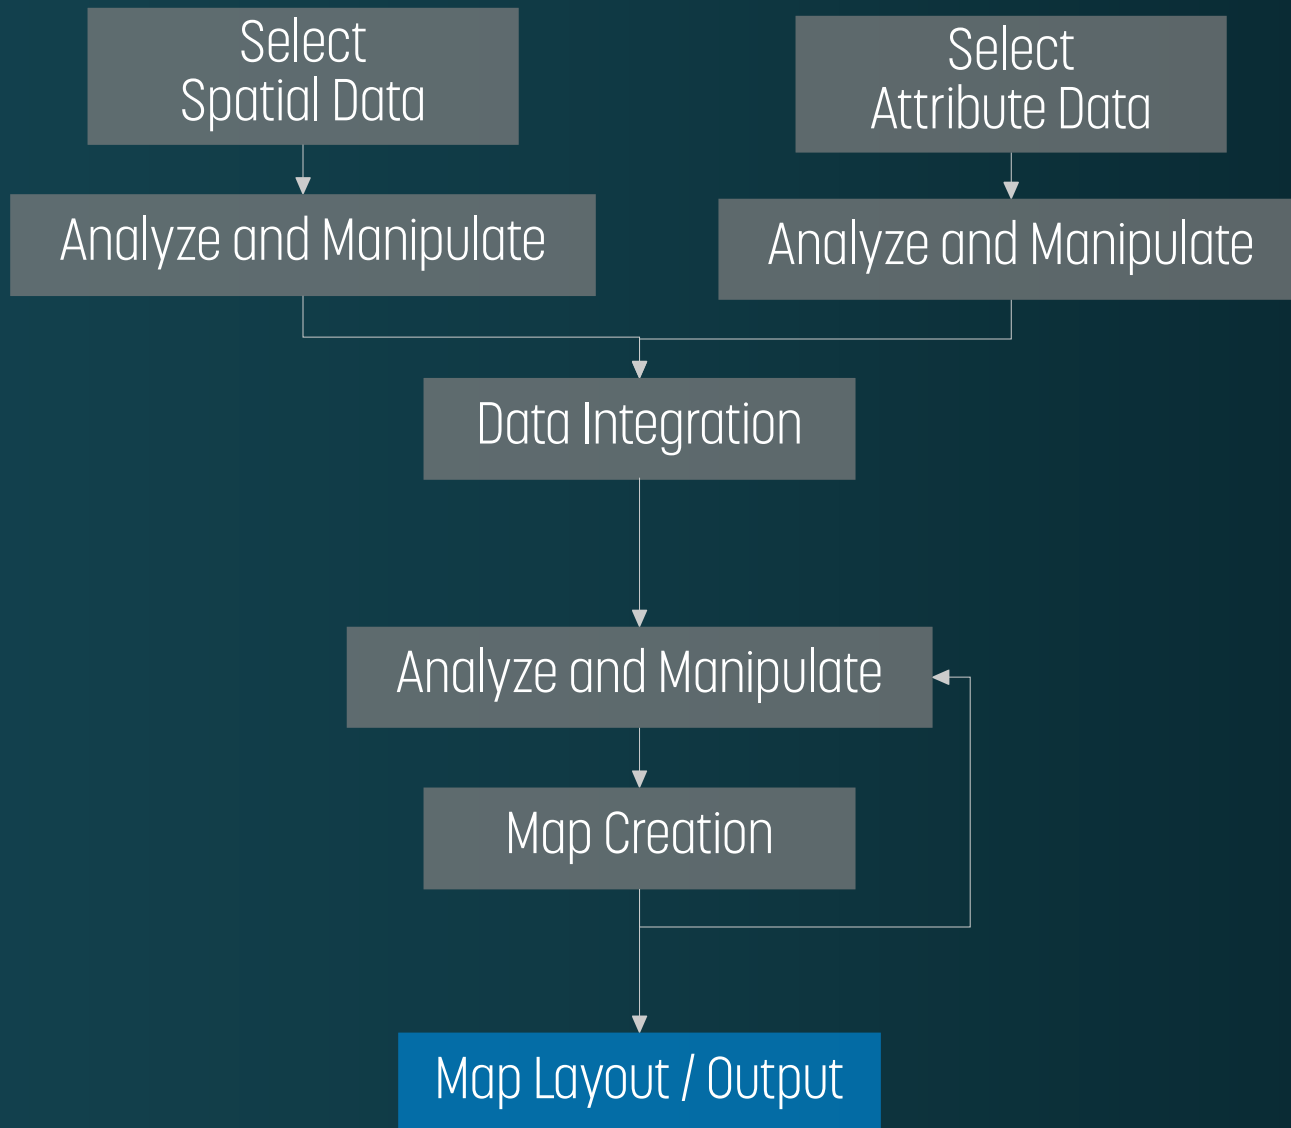 Select
Spatial Data
Select
Attribute Data
Analyze and Manipulate
Analyze and Manipulate
Data Integration
Analyze and Manipulate
Map Creation
Map Layout / Output